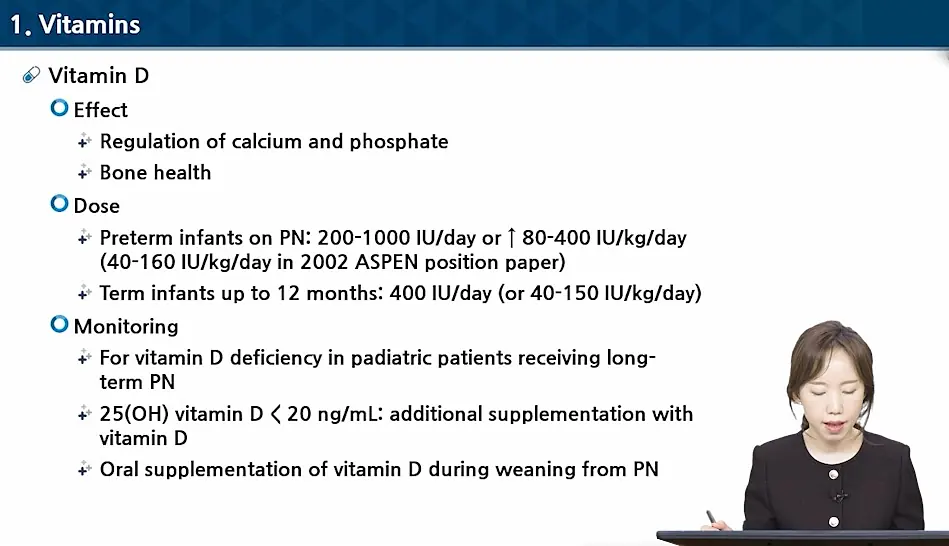 1. Vitamins
Vitamin D
Effect
Regulation of calcium and phosphate
Bone health
Dose
Preterm infants on PN: 200-1000 IU/day or ↑80-400 IU/kg/day
(40-160 IU/kg/day in 2002 ASPEN position paper)
Term infants up to 12 months: 400 IU/day (or 40-150 IU/kg/day)
Monitoring
For vitamin D deficiency in padiatric patients receiving long-
term PN
25(OH) vitamin D < 20 ng/mL: additional supplementation with
vitamin D
Oral supplementation of vitamin D during weaning from PN